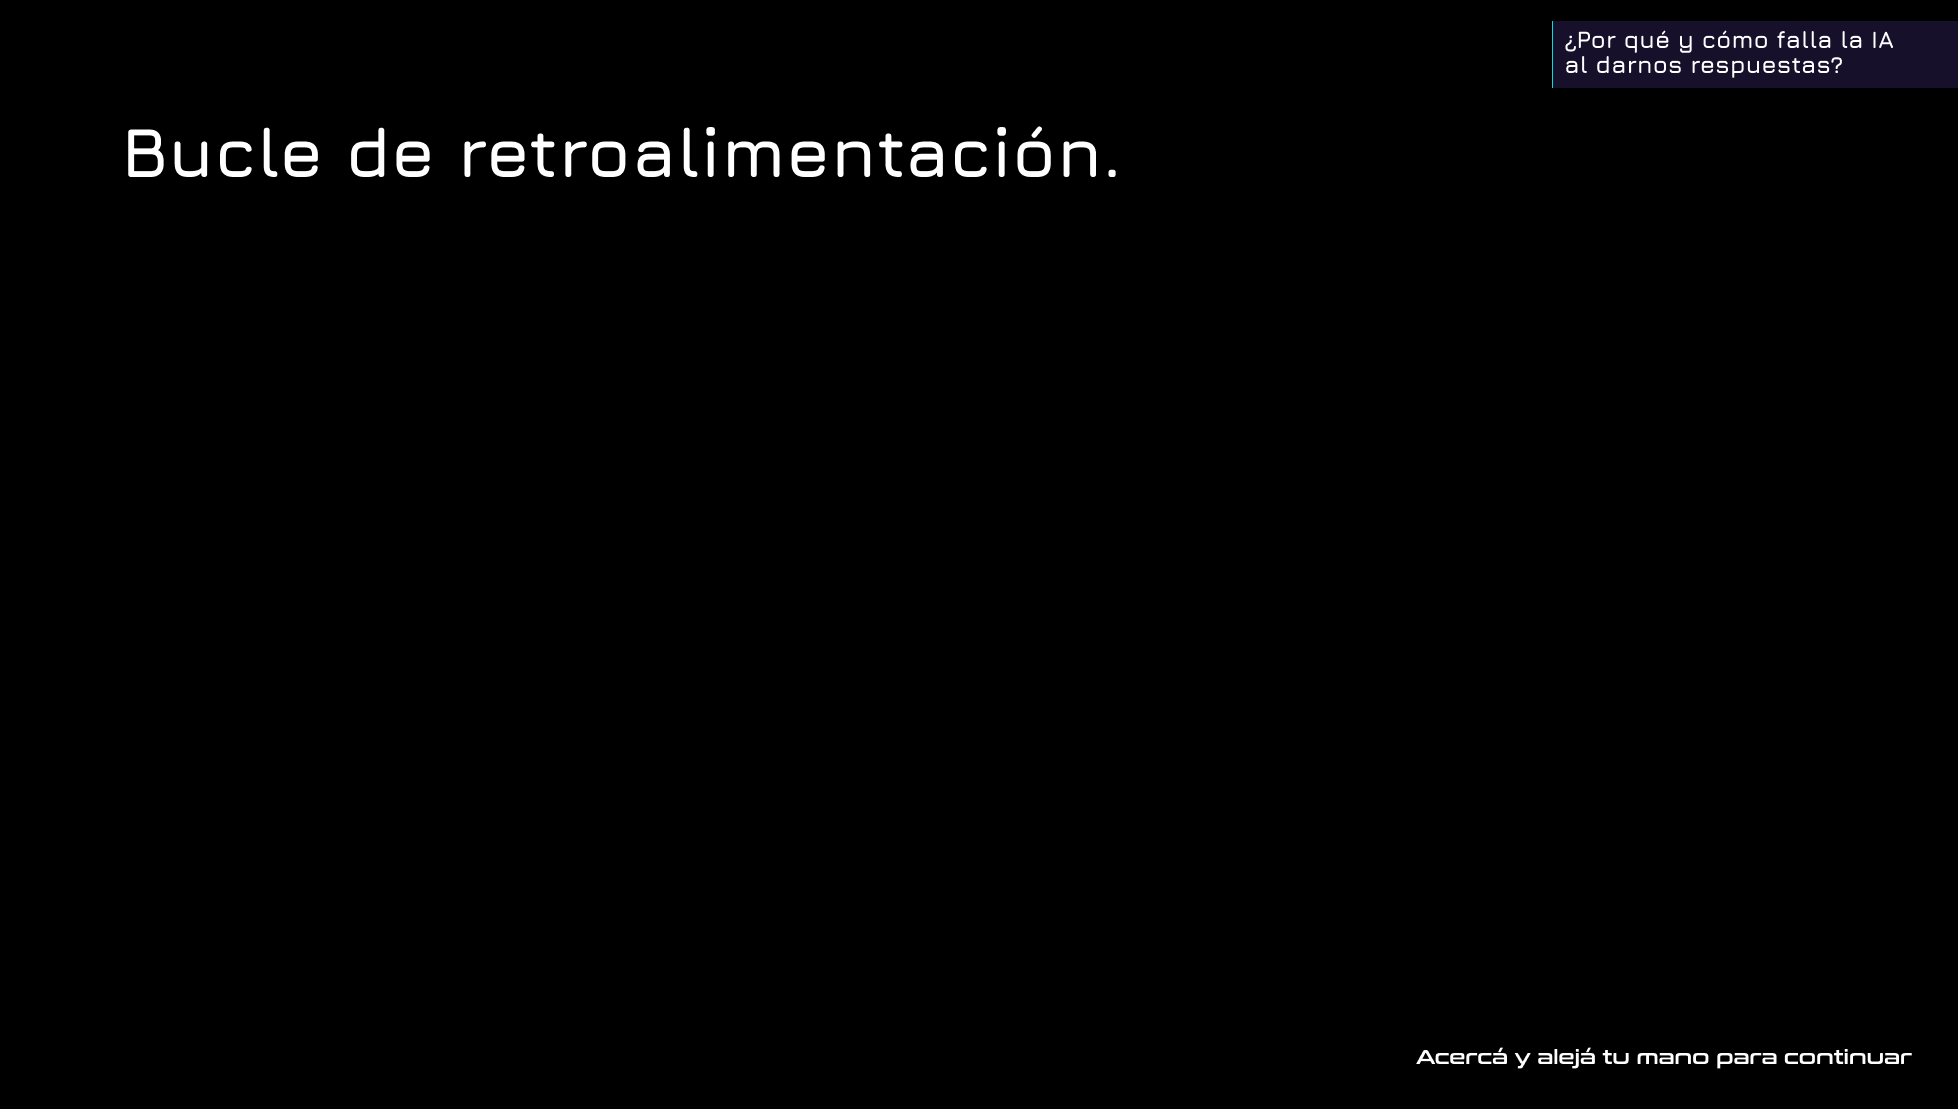 ¿Por qué y cómo falla la IA
al darnos respuestas?
Bucle de retroalimentación.
Acercá y alejá tu mano para continuar